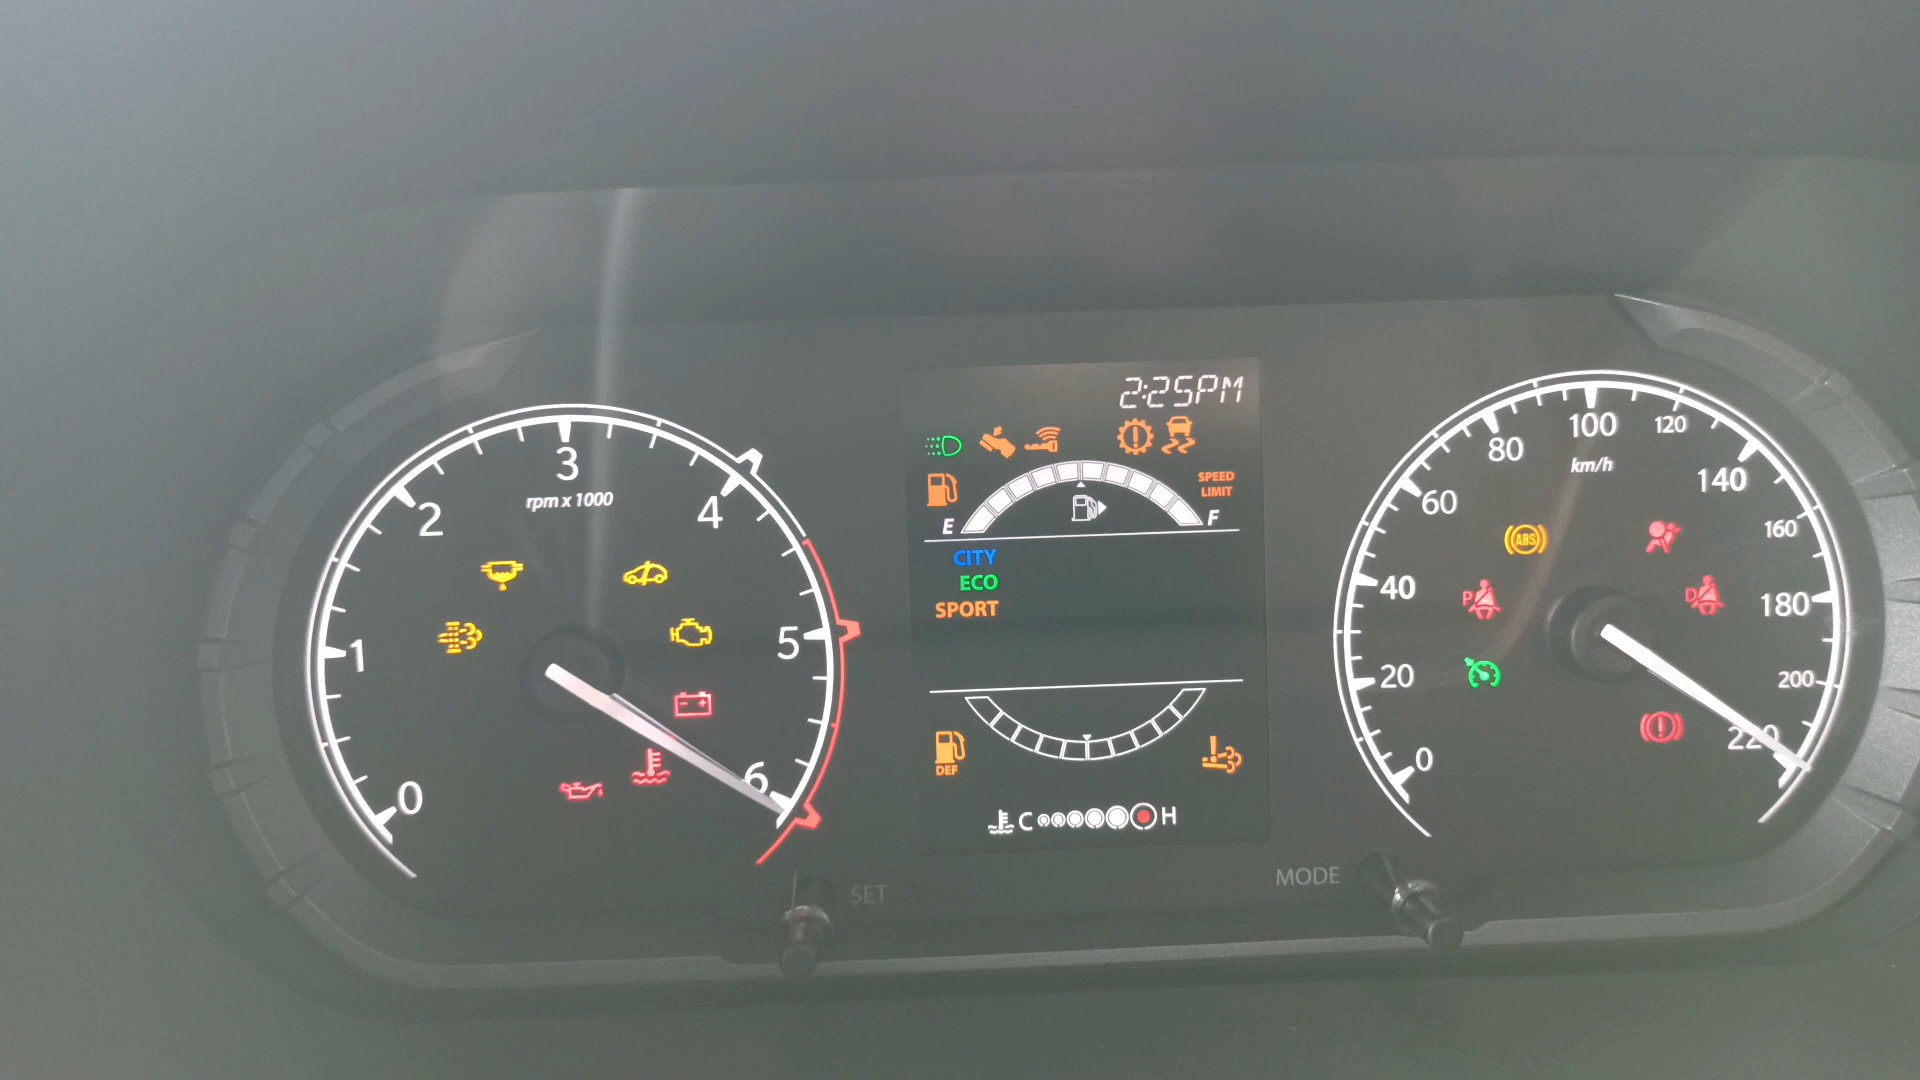 2:25PM
SPEED
LIMIT
E
F
CITY
ECO
SPORT
DEF
C
H
0
1
2
3
4
5
6
rpm x 1000
SET
MODE
0
20
40
60
80
100
120
140
160
180
200
220
km/h
ABS
P
D